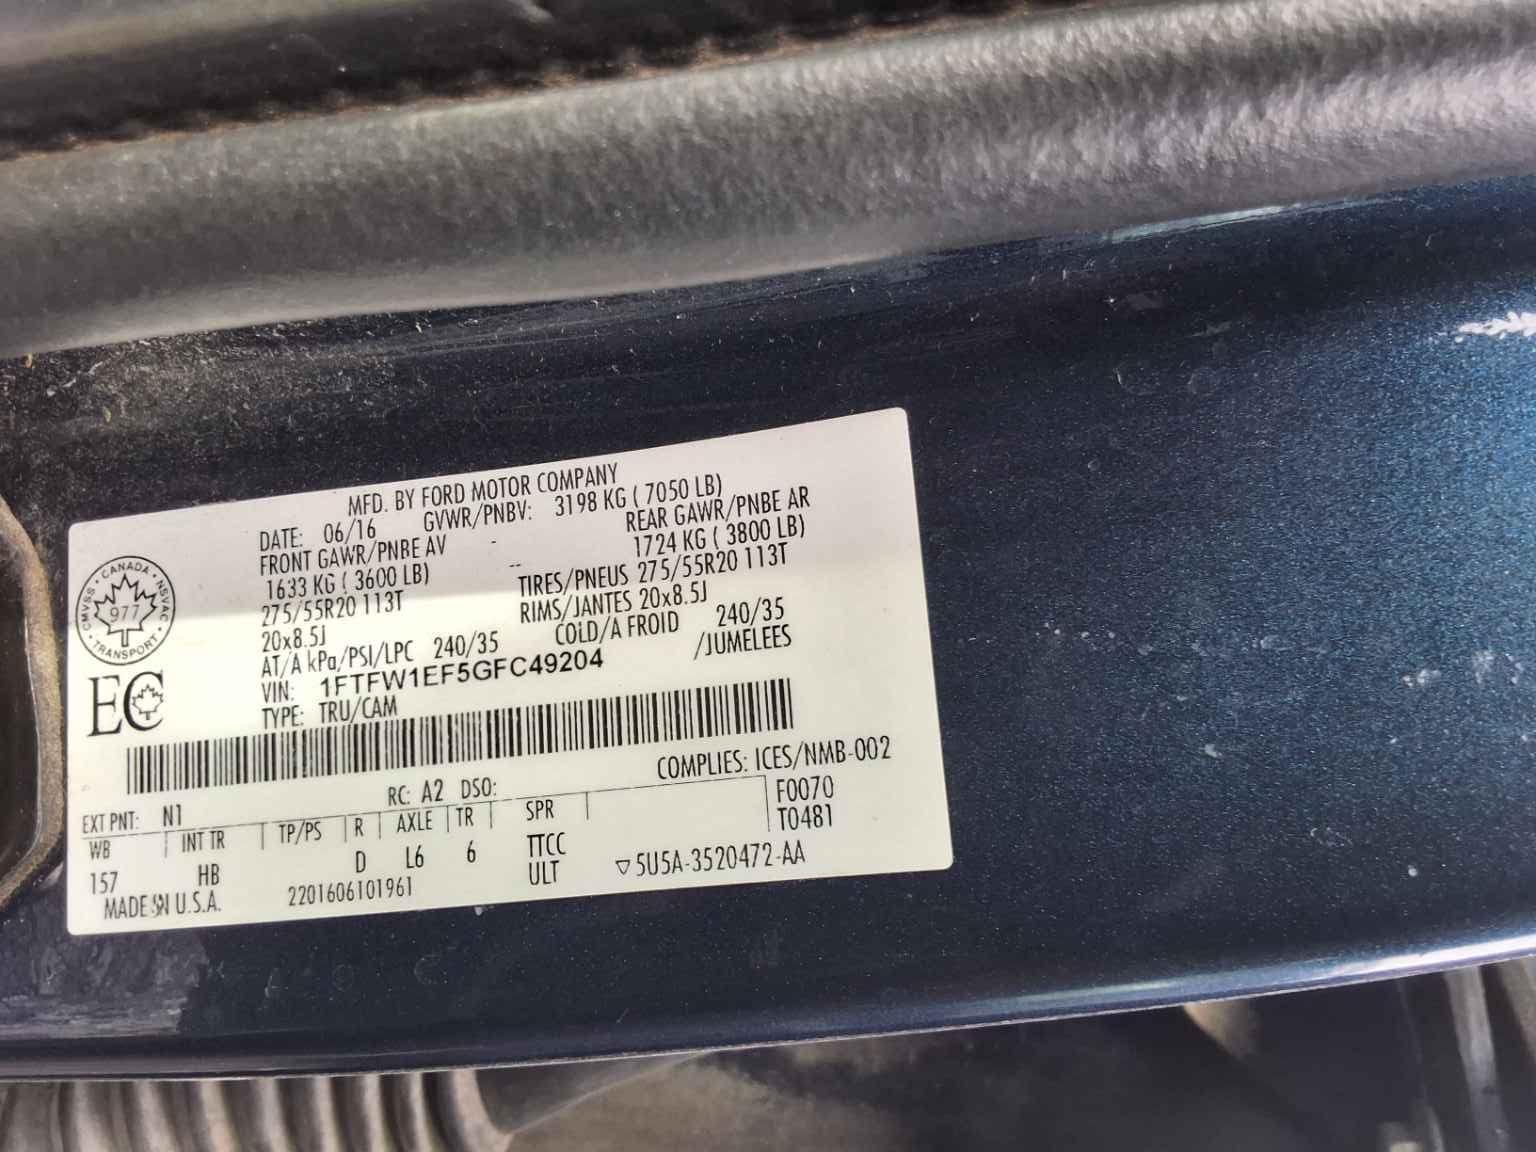 MFD. BY FORD MOTOR COMPANY
DATE: 06/16 GVWR/PNBV: 3198 KG ( 7050 LB)
FRONT GAWR/PNBE AV - REAR GAWR/PNBE AR
1633 KG ( 3600 LB) -- 1724 KG ( 3800 LB)
275/55R20 113T TIRES/PNEUS 275/55R20 113T
20x8.5J RIMS/JANTES 20x8.5J
AT/A kPa/PSI/LPC 240/35 COLD/A FROID 240/35
VIN: 1FTFW1EF5GFC49204 /JUMELEES
TYPE: TRU/CAM
CANADA
CMVSS NSVAC
977
TRANSPORT
EC
COMPLIES: ICES/NMB-002
EXT PNT: N1 RC: A2 DSO: F0070
WB INT TR TP/PS R AXLE TR SPR T0481
157 HB D L6 6 TTCC
ULT ▽5U5A-3520472-AA
MADE IN U.S.A. 2201606101961